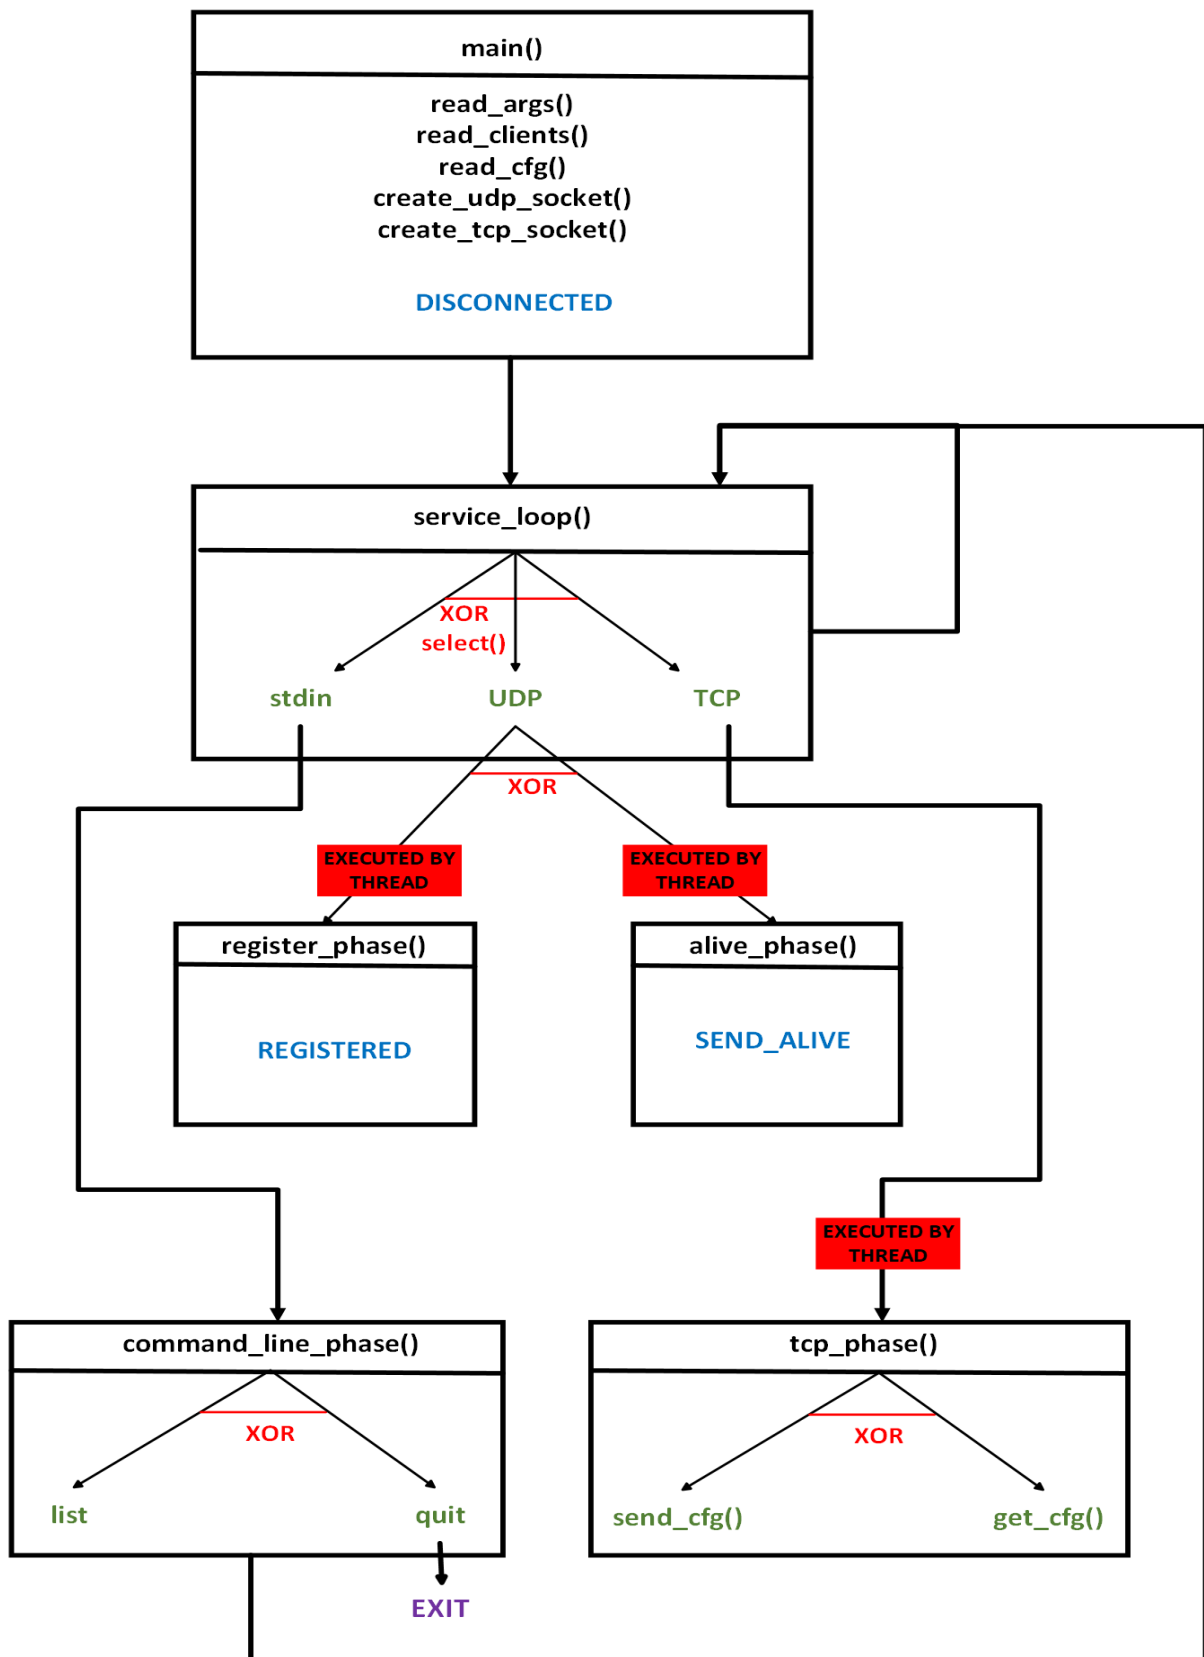 main()
read_args()
read_clients()
read_cfg()
create_udp_socket()
create_tcp_socket()
DISCONNECTED
service_loop()
XOR
select()
stdin
UDP
TCP
XOR
EXECUTED BY
THREAD
EXECUTED BY
THREAD
register_phase()
alive_phase()
REGISTERED
SEND_ALIVE
EXECUTED BY
THREAD
command_line_phase()
tcp_phase()
XOR
XOR
list
quit
send_cfg()
get_cfg()
EXIT